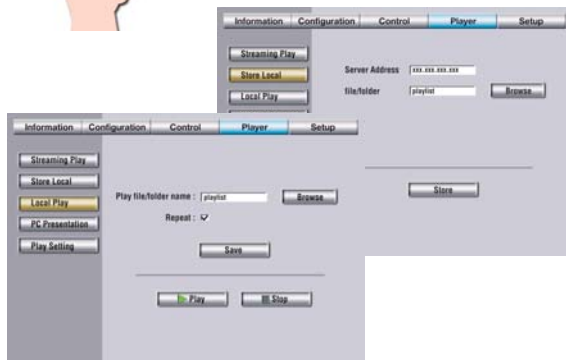 Information Configuration Control Player Setup
Streaming Play
Store Local
Local Play
Server Address xxx.xxx.xxx.xxx
file/folder playlist Browse
Store
Information Configuration Control Player Setup
Streaming Play
Store Local
Local Play
PC Presentation
Play Setting
Play file/folder name : playlist Browse
Repeat :
Save
Play Stop